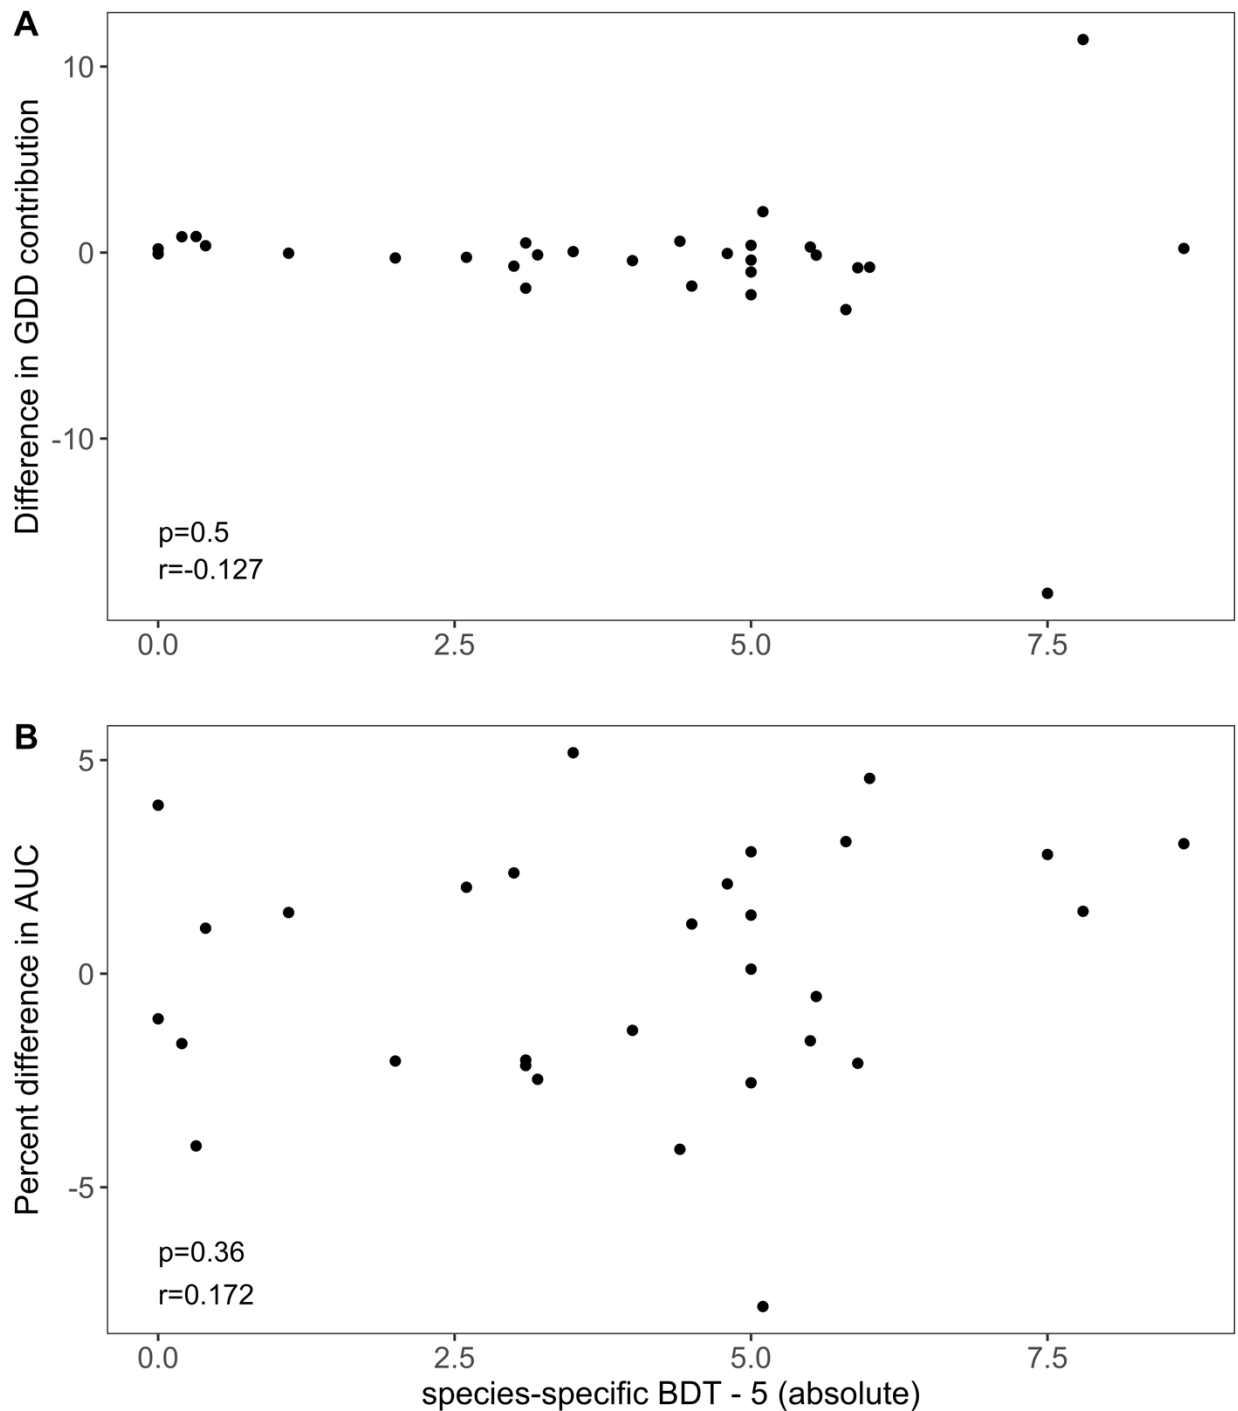 A
Difference in GDD contribution
10
0
-10
p=0.5
r=-0.127
0.0 2.5 5.0 7.5
B
Percent difference in AUC
5
0
-5
p=0.36
r=0.172
0.0 2.5 5.0 7.5
species-specific BDT - 5 (absolute)